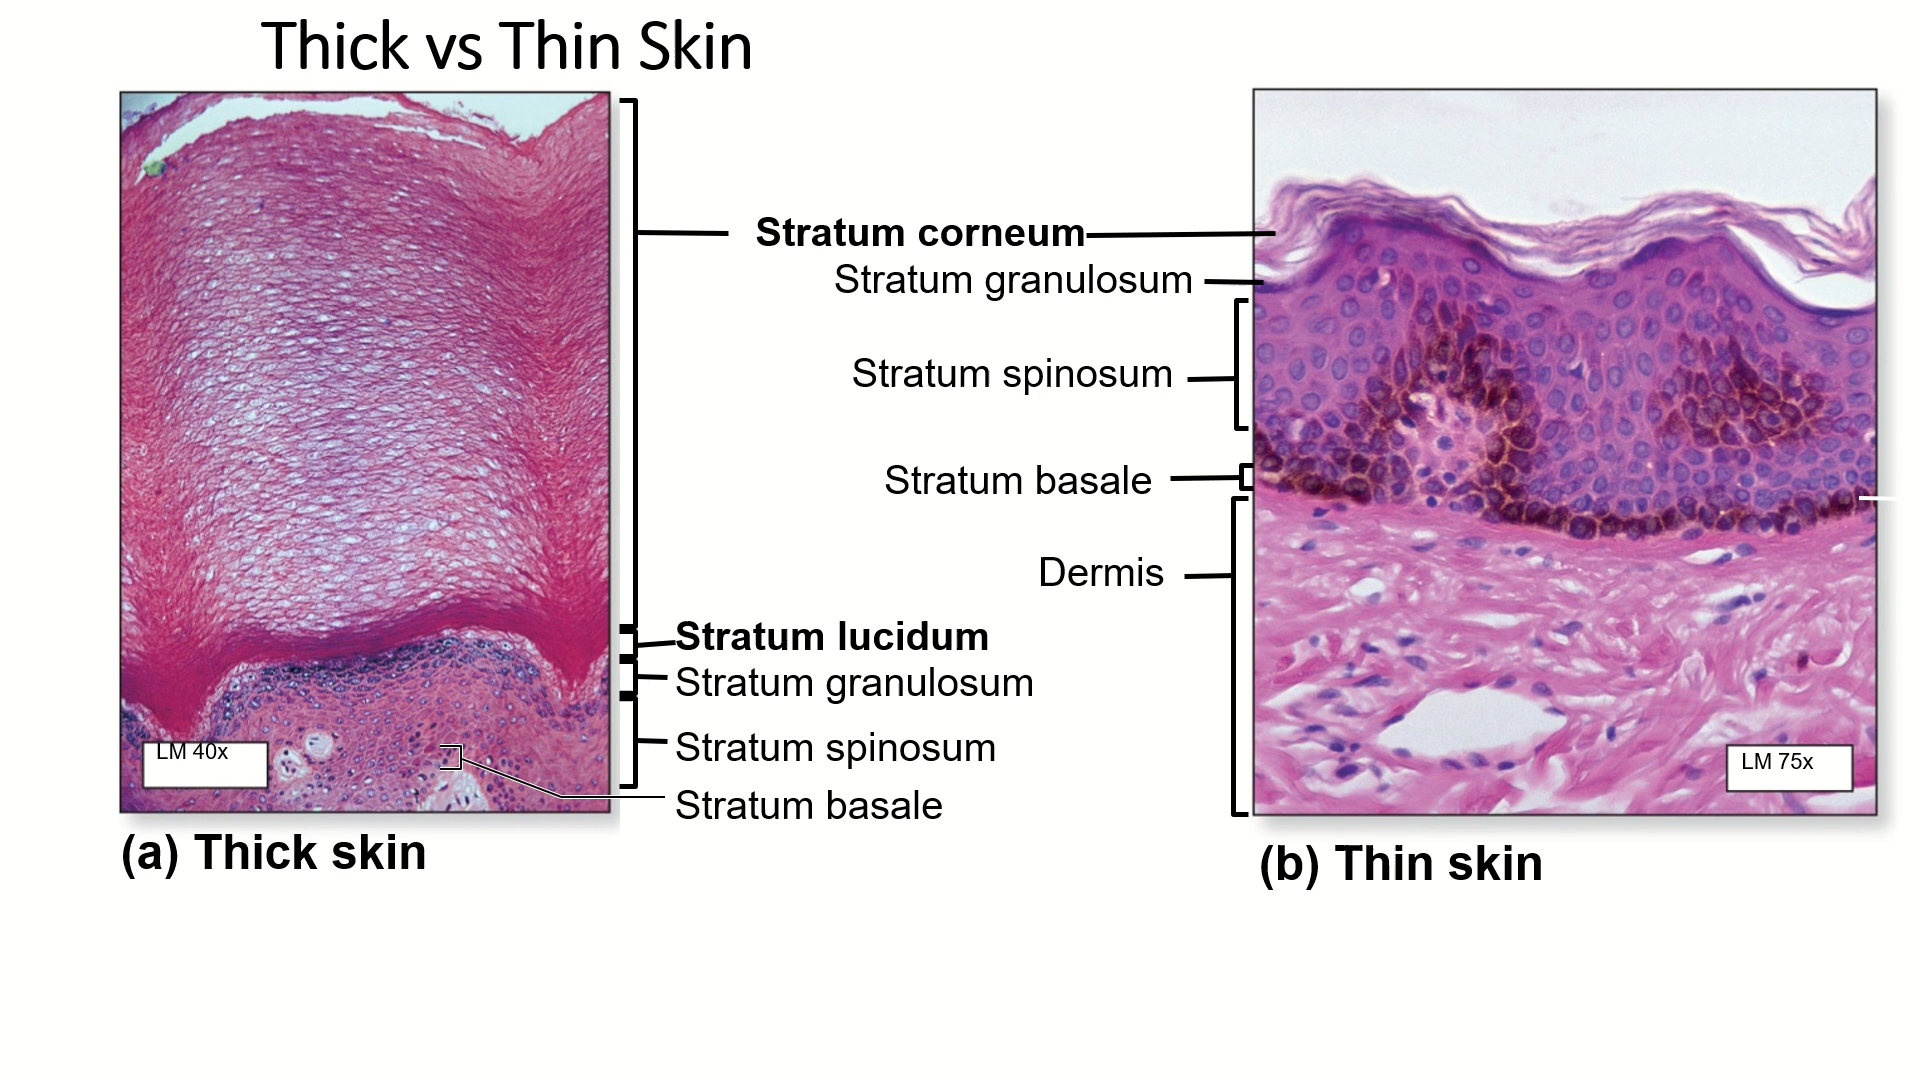 Thick vs Thin Skin
Stratum corneum
Stratum granulosum
Stratum spinosum
Stratum basale
Dermis
Stratum lucidum
Stratum granulosum
Stratum spinosum
Stratum basale
LM 40x
LM 75x
(a) Thick skin
(b) Thin skin